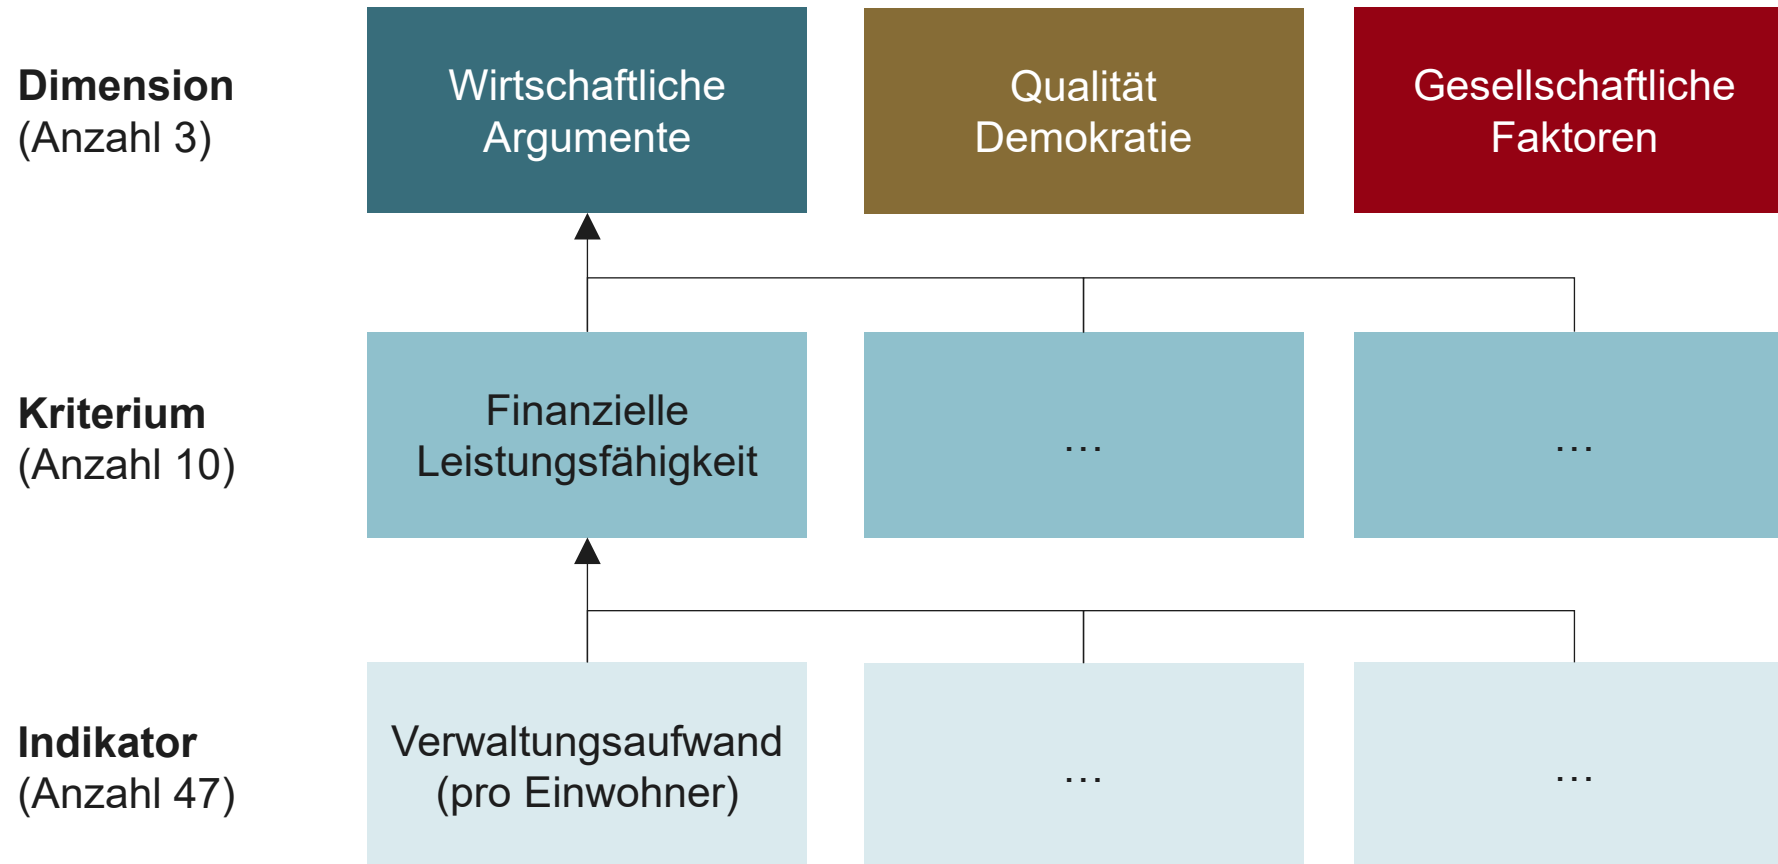 Dimension
(Anzahl 3)
Wirtschaftliche
Argumente
Qualität
Demokratie
Gesellschaftliche
Faktoren
Kriterium
(Anzahl 10)
Finanzielle
Leistungsfähigkeit
...
...
Indikator
(Anzahl 47)
Verwaltungsaufwand
(pro Einwohner)
...
...